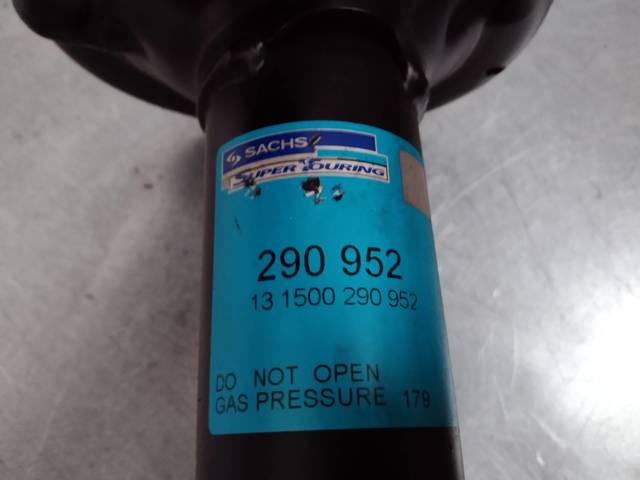 SACHS
SUPER TOURING
290 952
13 1500 290 952
DO NOT OPEN
GAS PRESSURE 179